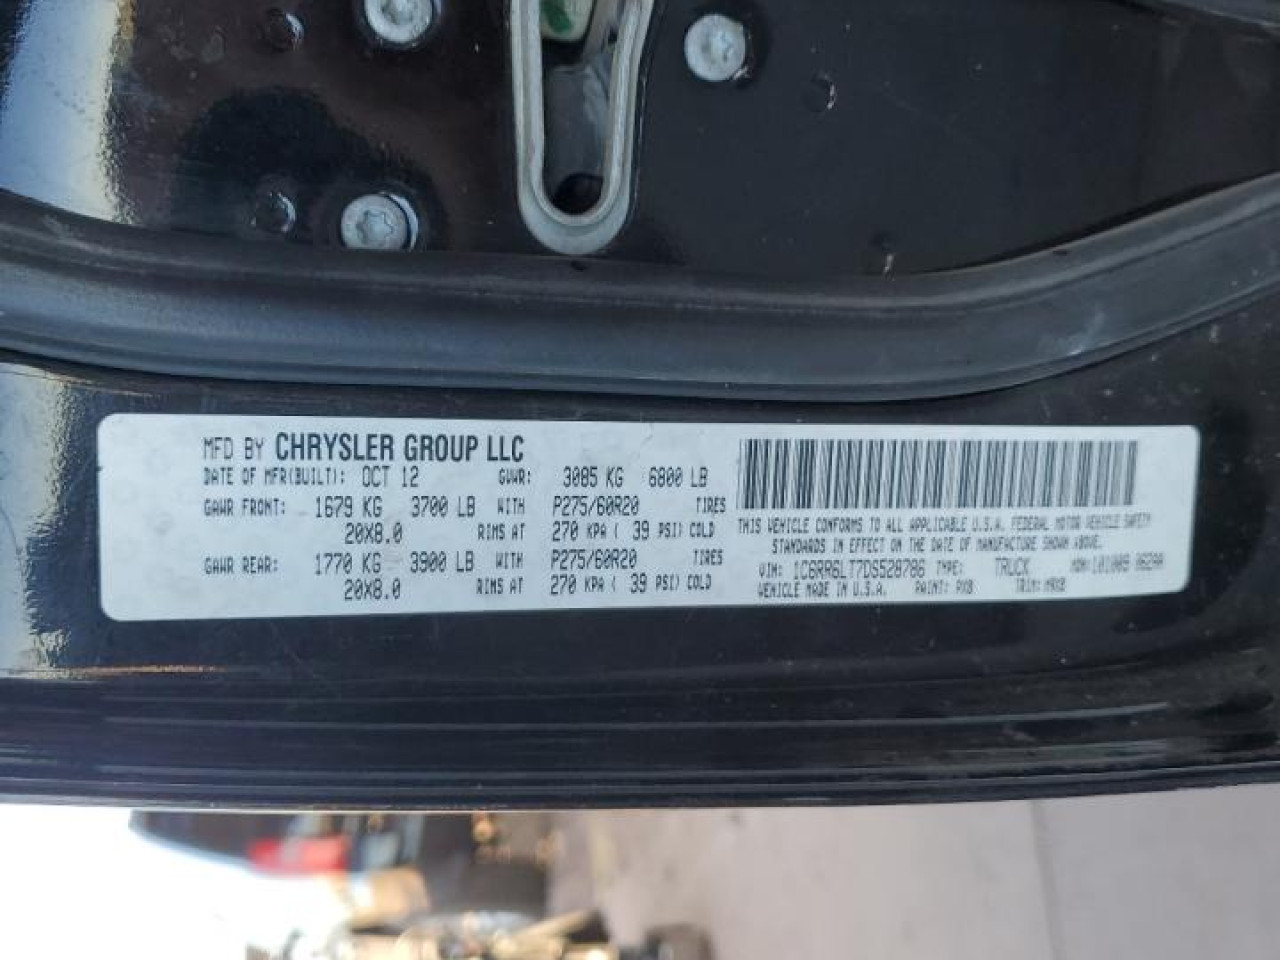 MFD BY CHRYSLER GROUP LLC
DATE OF MFR(BUILT): OCT 12 GVWR: 3085 KG 6800 LB
GAWR FRONT: 1679 KG 3700 LB WITH P275/60R20 TIRES
20X8.0 RIMS AT 270 KPA ( 39 PSI) COLD
GAWR REAR: 1770 KG 3900 LB WITH P275/60R20 TIRES
20X8.0 RIMS AT 270 KPA ( 39 PSI) COLD
THIS VEHICLE CONFORMS TO ALL APPLICABLE U.S.A. FEDERAL MOTOR VEHICLE SAFETY
STANDARDS IN EFFECT ON THE DATE OF MANUFACTURE SHOWN ABOVE.
VIN: 1C6RR6LT7DS528786 TYPE: TRUCK MDH:
VEHICLE MADE IN U.S.A. PAINT: PX8 TRIM: